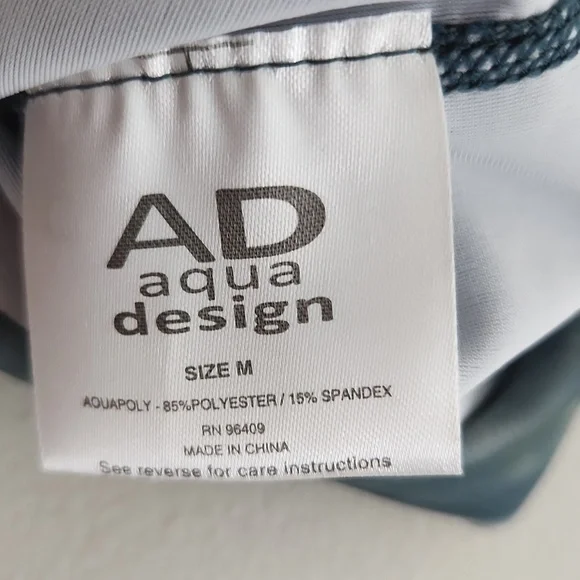 AD
aqua
design
SIZE M
AQUAPOLY - 85%POLYESTER / 15% SPANDEX
RN 96409
MADE IN CHINA
See reverse for care instructions